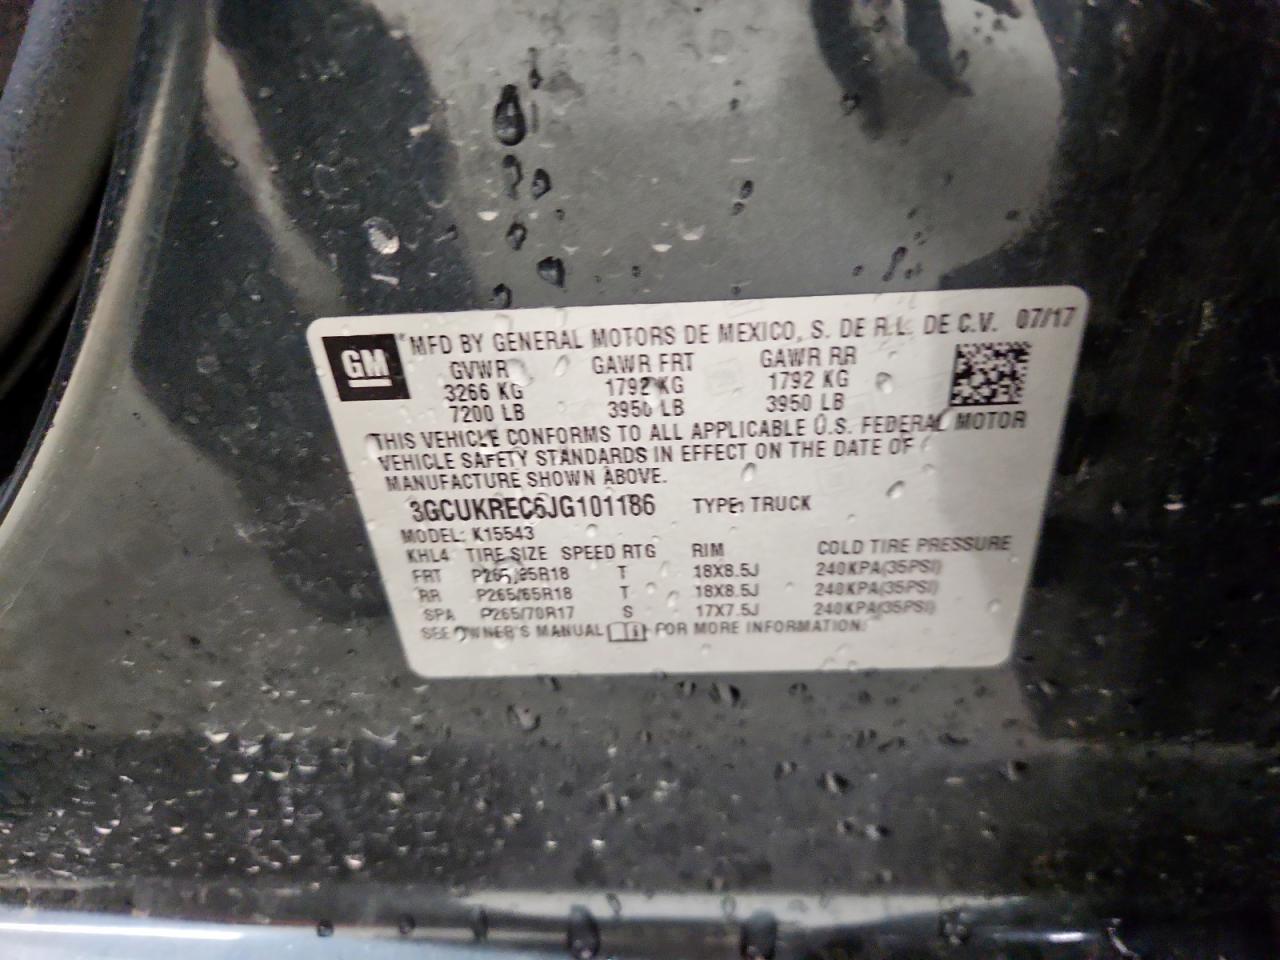 GM
MFD BY GENERAL MOTORS DE MEXICO, S. DE R.L. DE C.V. 07/17
GVWR GAWR FRT GAWR RR
3266 KG 1792 KG 1792 KG
7200 LB 3950 LB 3950 LB
THIS VEHICLE CONFORMS TO ALL APPLICABLE U.S. FEDERAL MOTOR
VEHICLE SAFETY STANDARDS IN EFFECT ON THE DATE OF
MANUFACTURE SHOWN ABOVE.
3GCUKREC6JG101186 TYPE: TRUCK
MODEL: K15543
KHL4 TIRE SIZE SPEED RTG RIM COLD TIRE PRESSURE
FRT P265/65R18 T 18X8.5J 240KPA(35PSI)
RR P265/65R18 T 18X8.5J 240KPA(35PSI)
SPA P265/70R17 S 17X7.5J 240KPA(35PSI)
SEE OWNER'S MANUAL FOR MORE INFORMATION.